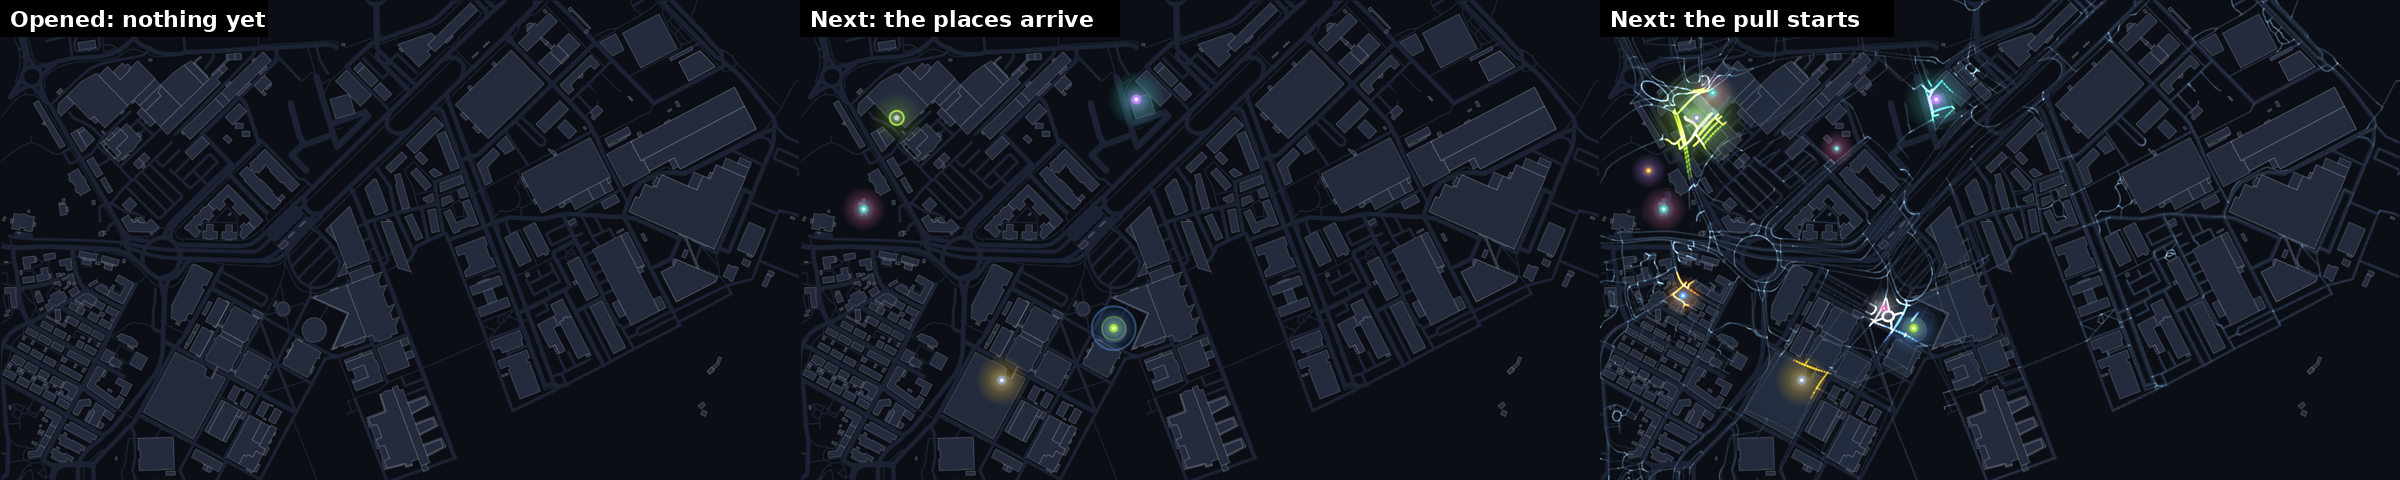 Opened: nothing yet
Next: the places arrive
Next: the pull starts